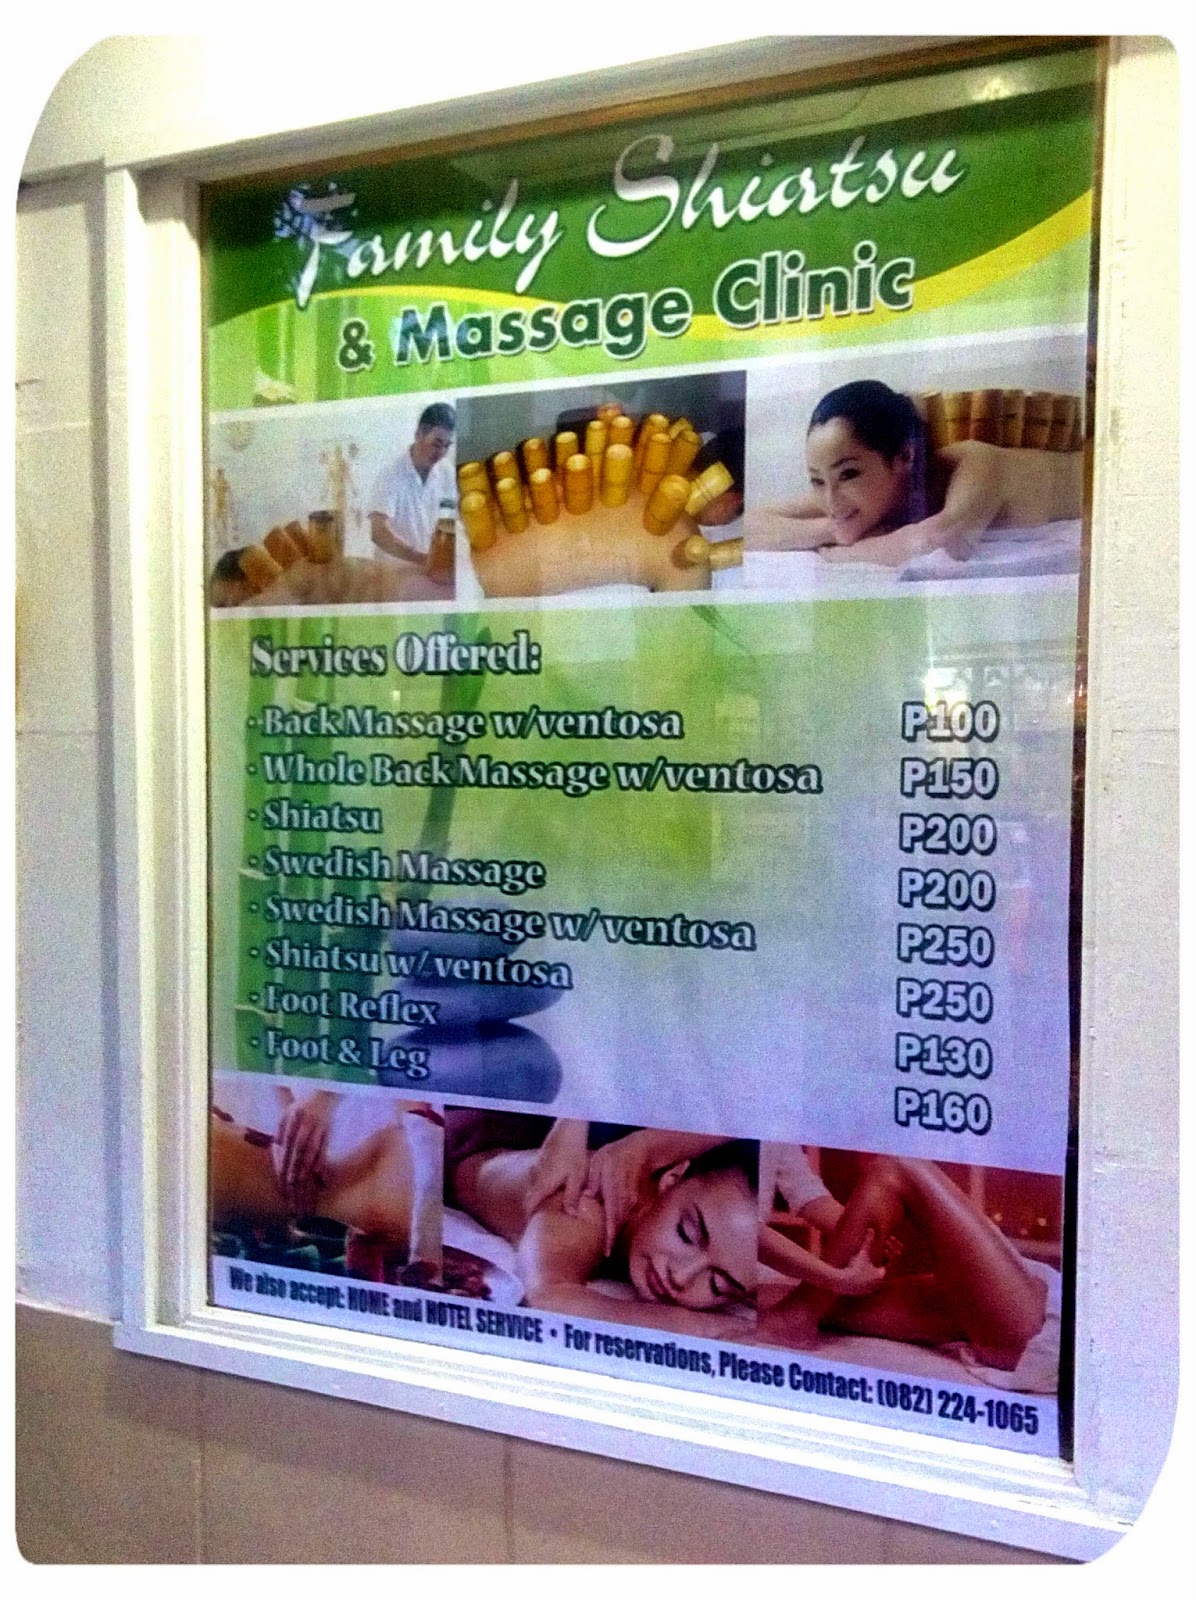 Family Shiatsu
& Massage Clinic
Services Offered:
· Back Massage w/ventosa P100
· Whole Back Massage w/ventosa P150
· Shiatsu P200
· Swedish Massage P200
· Swedish Massage w/ventosa P250
· Shiatsu w/ventosa P250
· Foot Reflex P130
· Foot & Leg P160
We also accept: HOME and HOTEL SERVICE • For reservations, Please Contact: (082) 224-1065